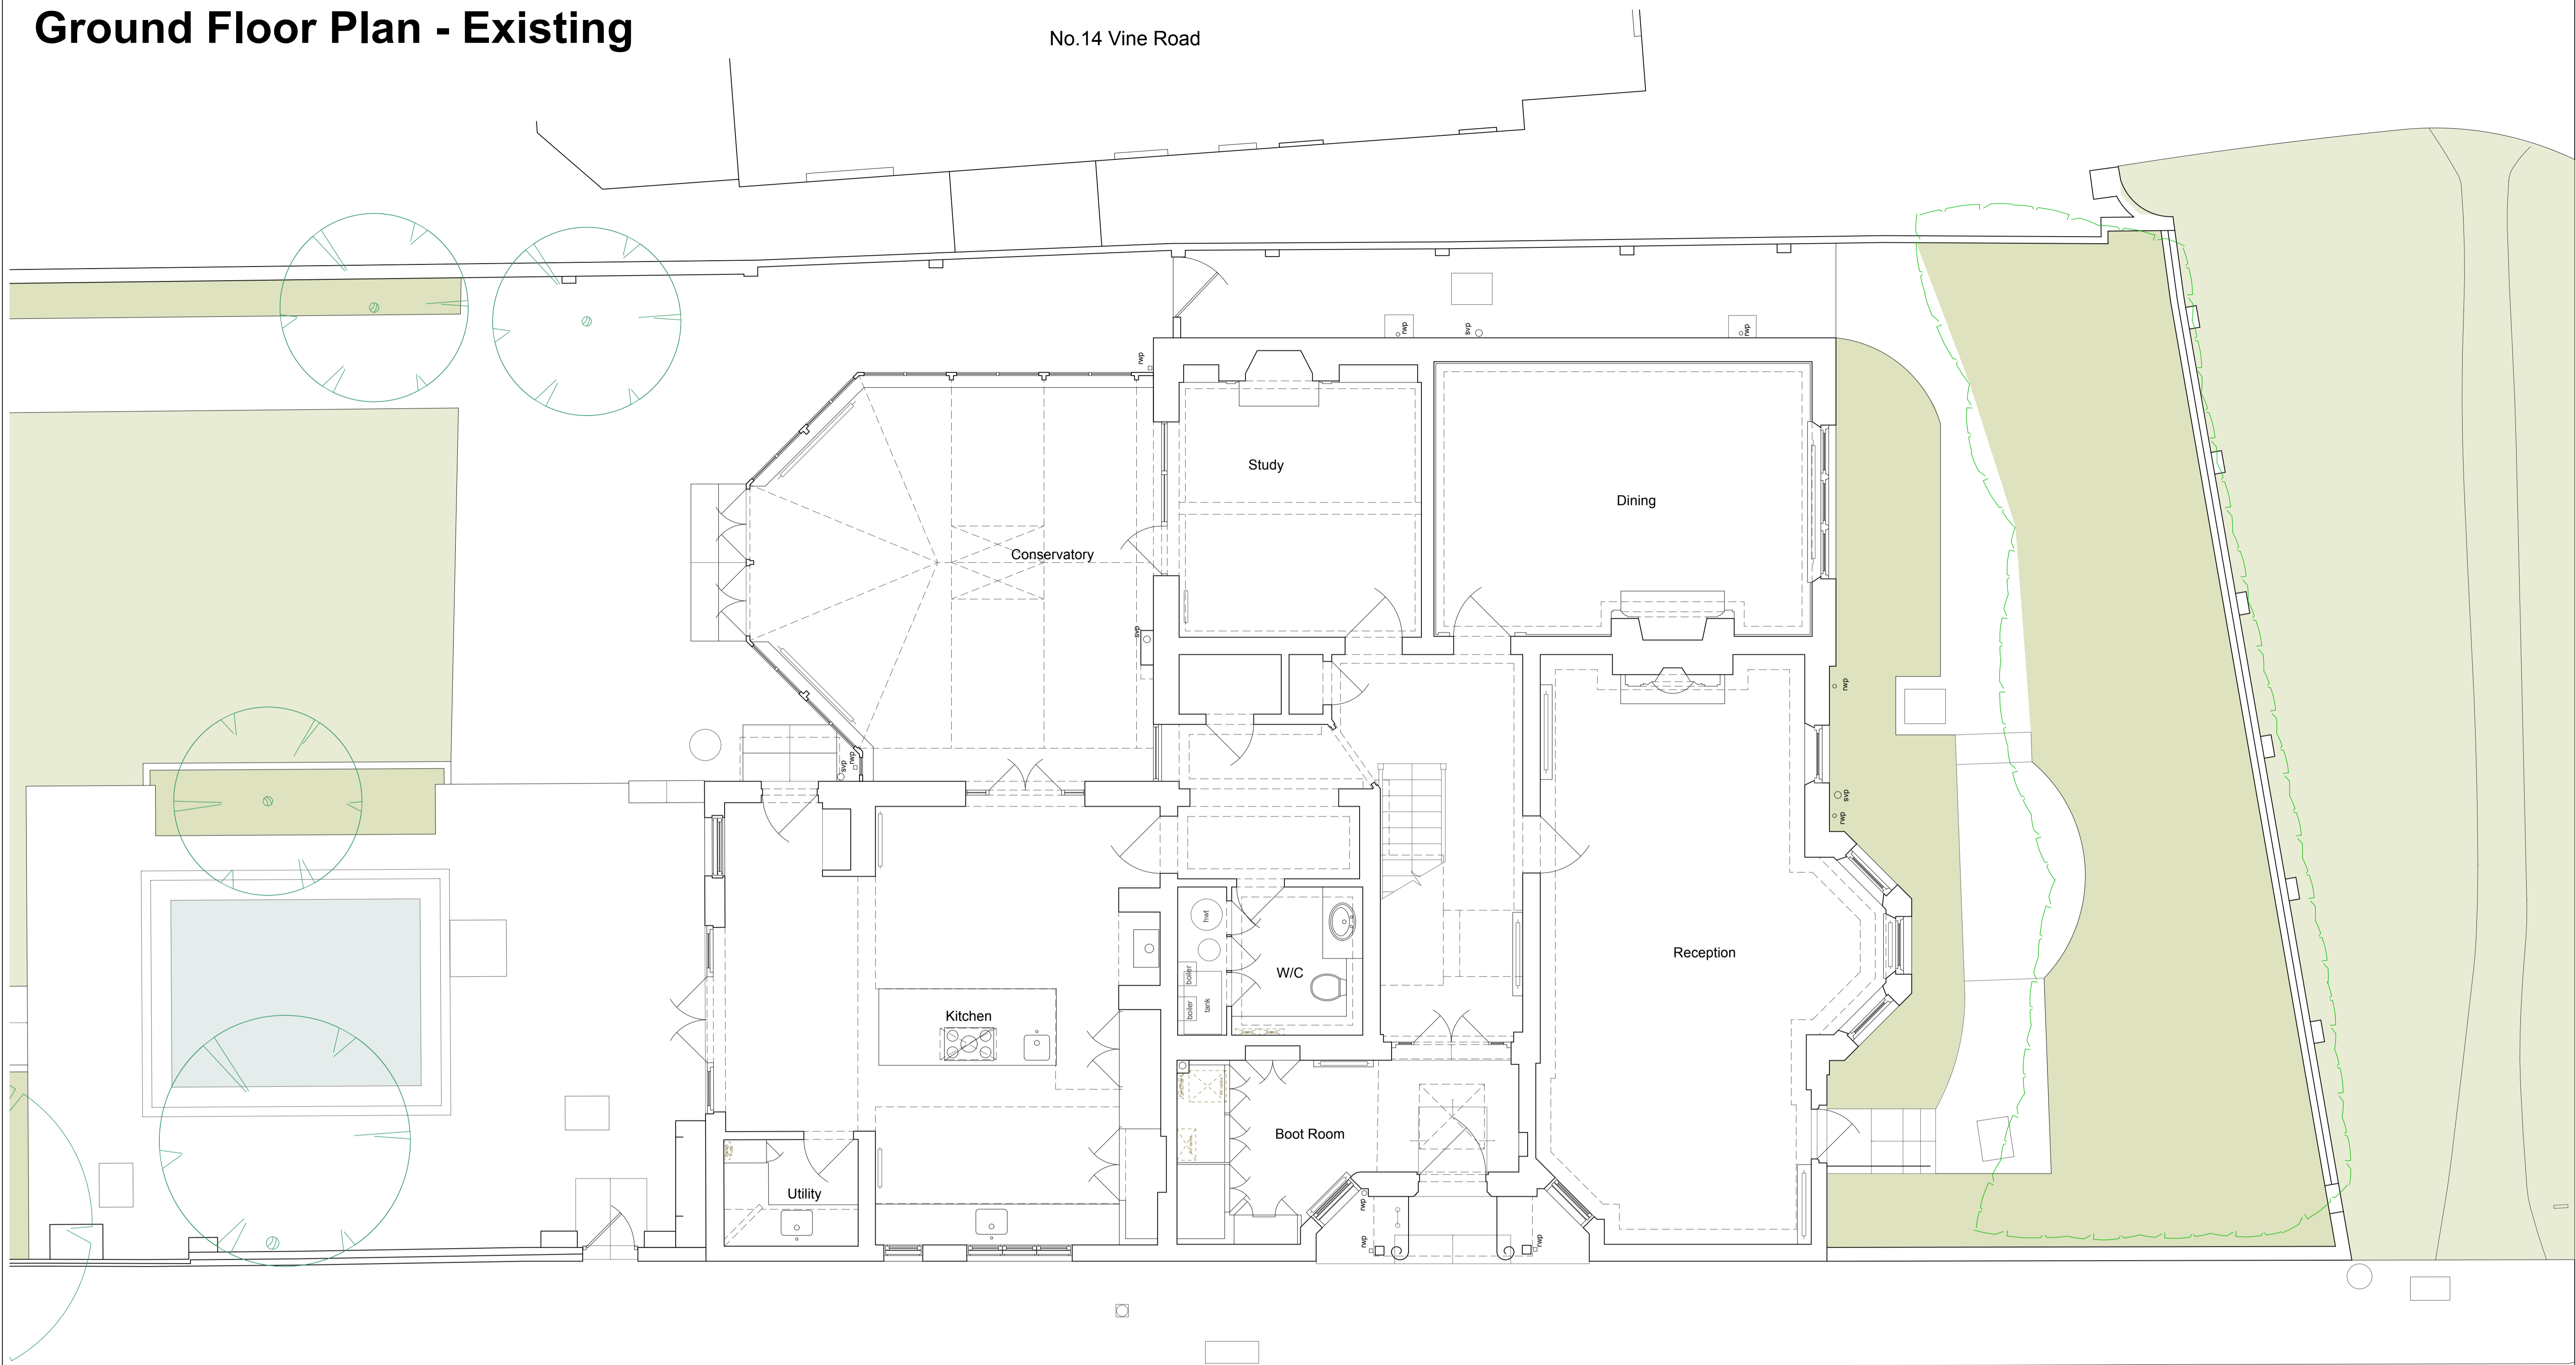 Ground Floor Plan - Existing
No.14 Vine Road
rwp
svp
rwp
rwp
Study
Dining
Conservatory
svp
rwp
svp
rwp
svp
rwp
hwt
Reception
W/C
boiler
boiler
tank
Kitchen
Boot Room
Utility
rwp
rwp
rwp